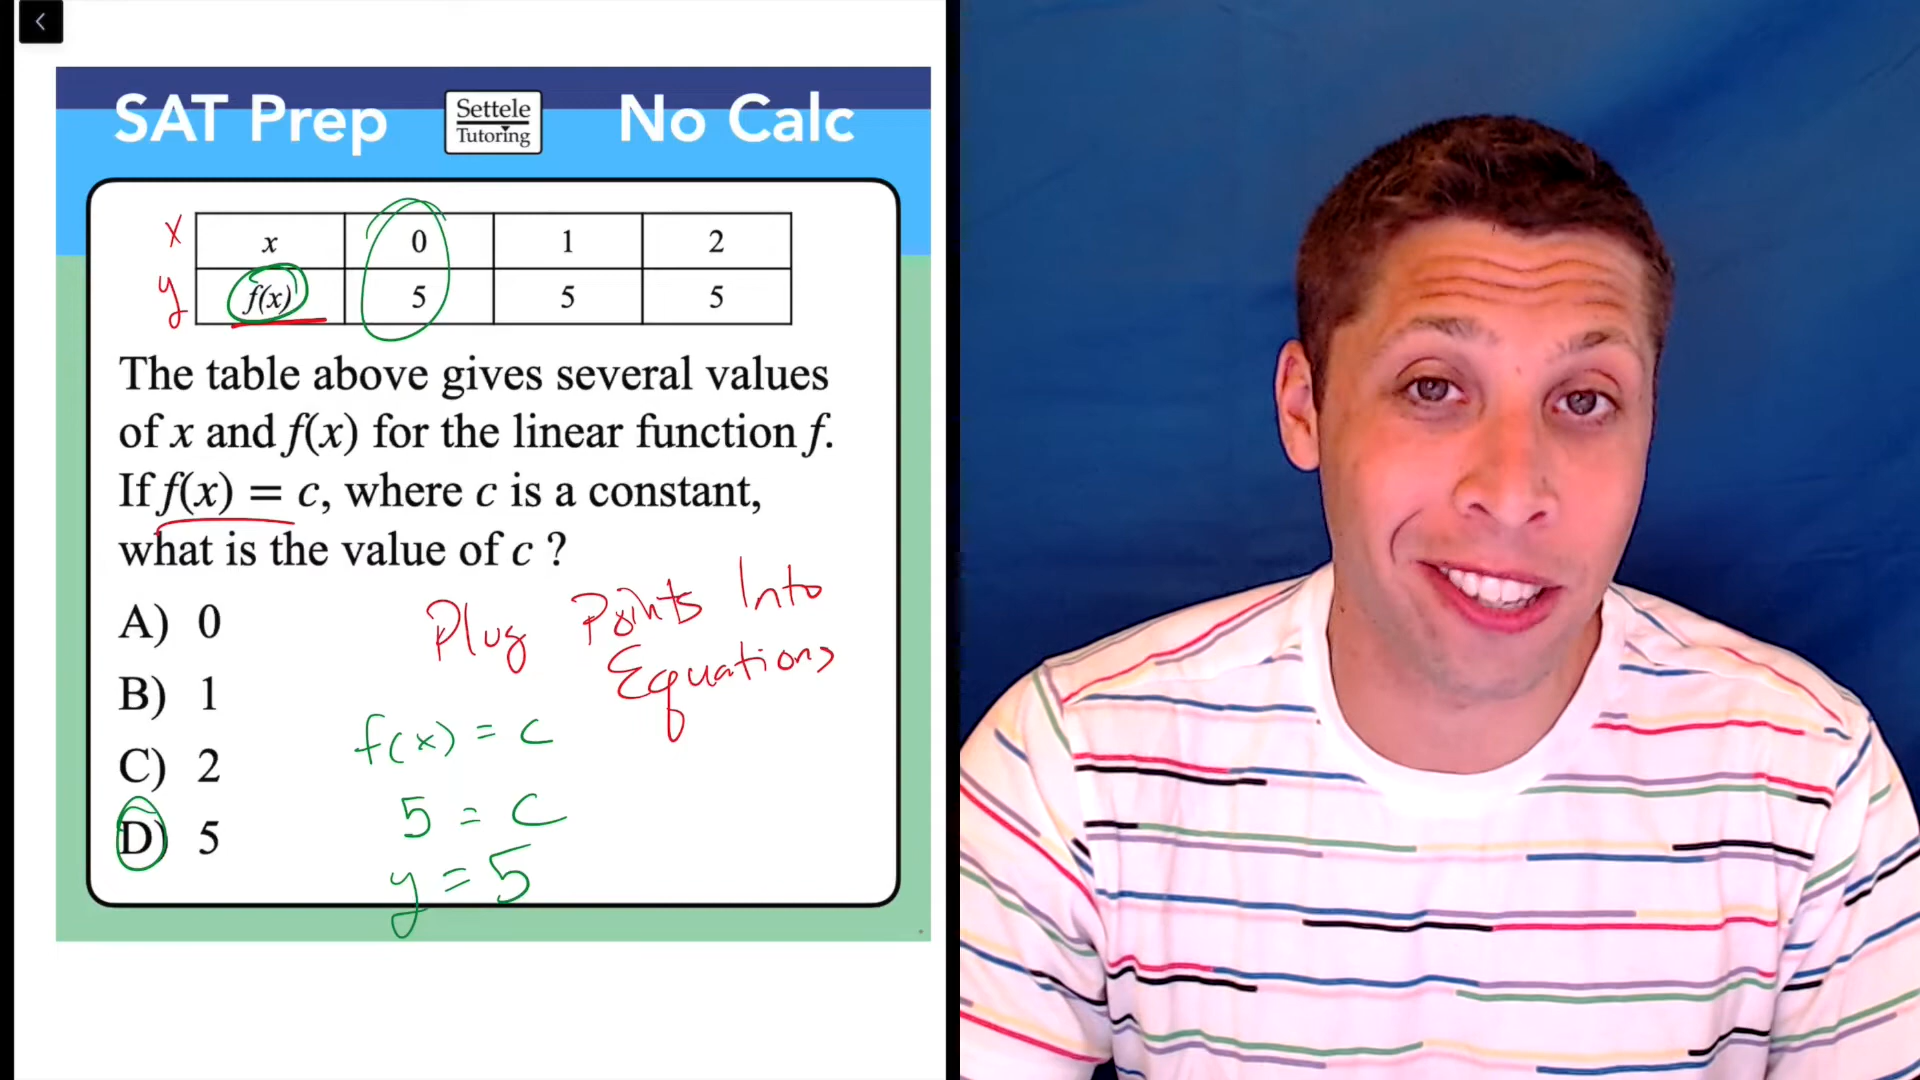 SAT Prep Settele Tutoring No Calc
x x 0 1 2
y f(x) 5 5 5
The table above gives several values
of x and f(x) for the linear function f.
If f(x) = c, where c is a constant,
what is the value of c ?
Plug Points Into
Equations
A) 0
B) 1
C) 2
D) 5
f(x) = c
5 = c
y = 5